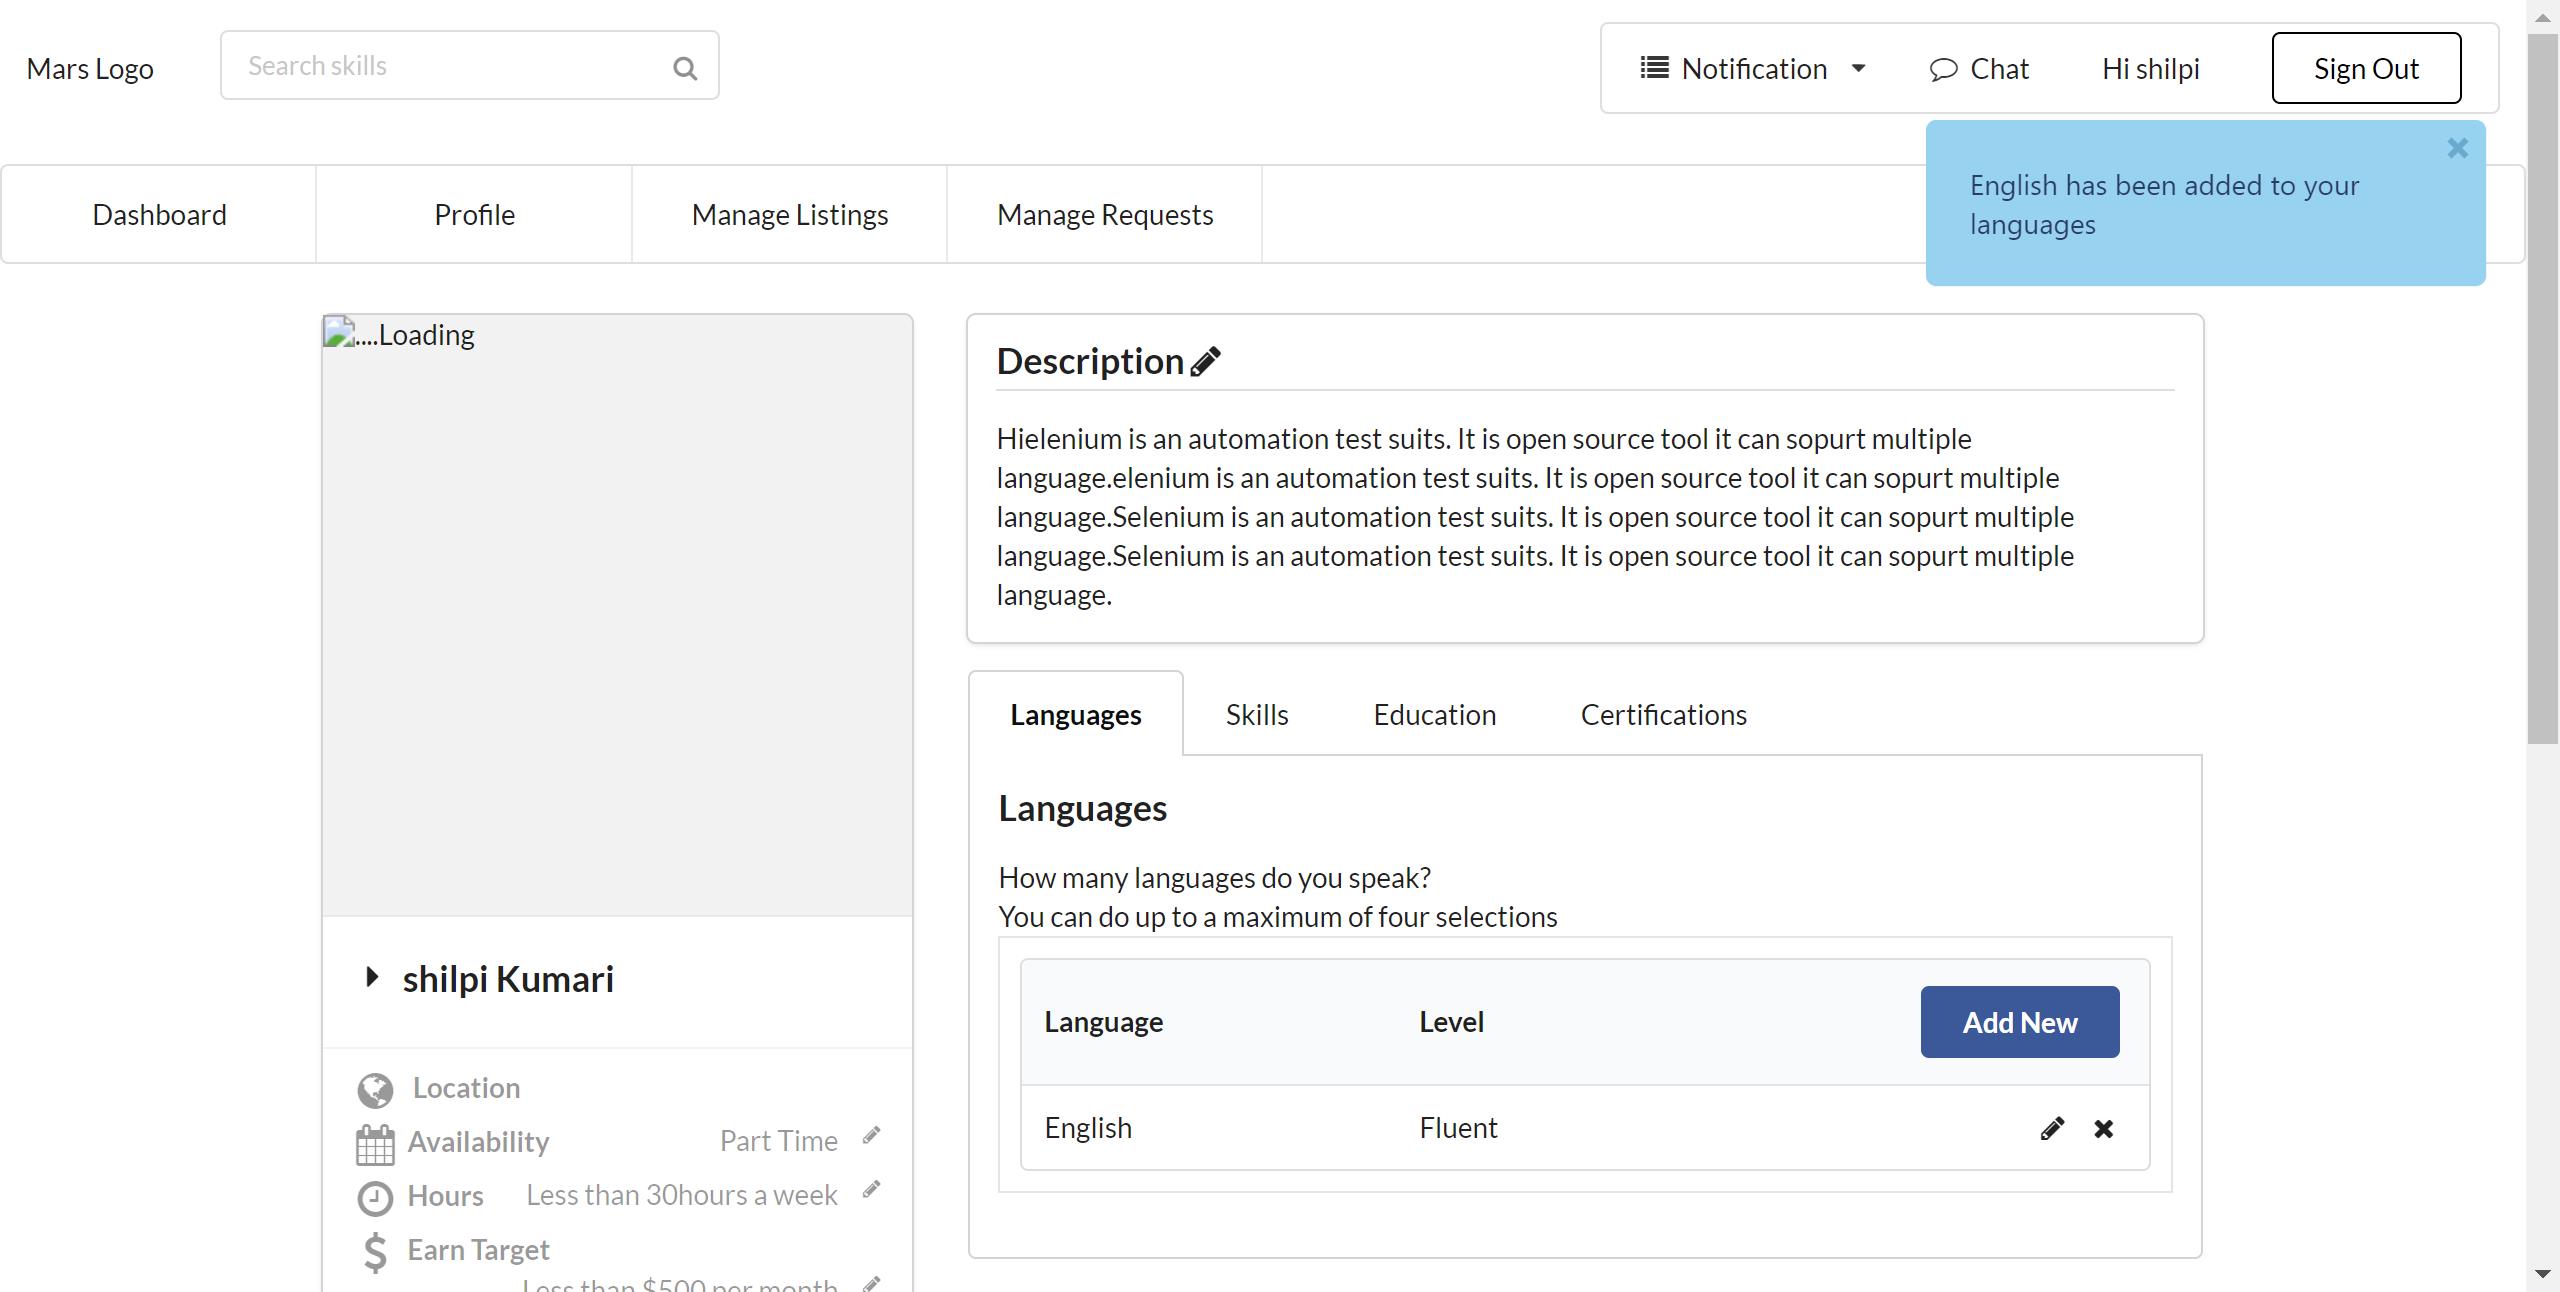 Mars Logo
Search skills
Notification
Chat
Hi shilpi
Sign Out
English has been added to your
languages
Dashboard
Profile
Manage Listings
Manage Requests
....Loading
shilpi Kumari
Location
Availability
Part Time
Hours
Less than 30hours a week
Earn Target
Less than $500 per month
Description
Hielenium is an automation test suits. It is open source tool it can sopurt multiple
language.elenium is an automation test suits. It is open source tool it can sopurt multiple
language.Selenium is an automation test suits. It is open source tool it can sopurt multiple
language.Selenium is an automation test suits. It is open source tool it can sopurt multiple
language.
Languages
Skills
Education
Certifications
Languages
How many languages do you speak?
You can do up to a maximum of four selections
Language
Level
Add New
English
Fluent